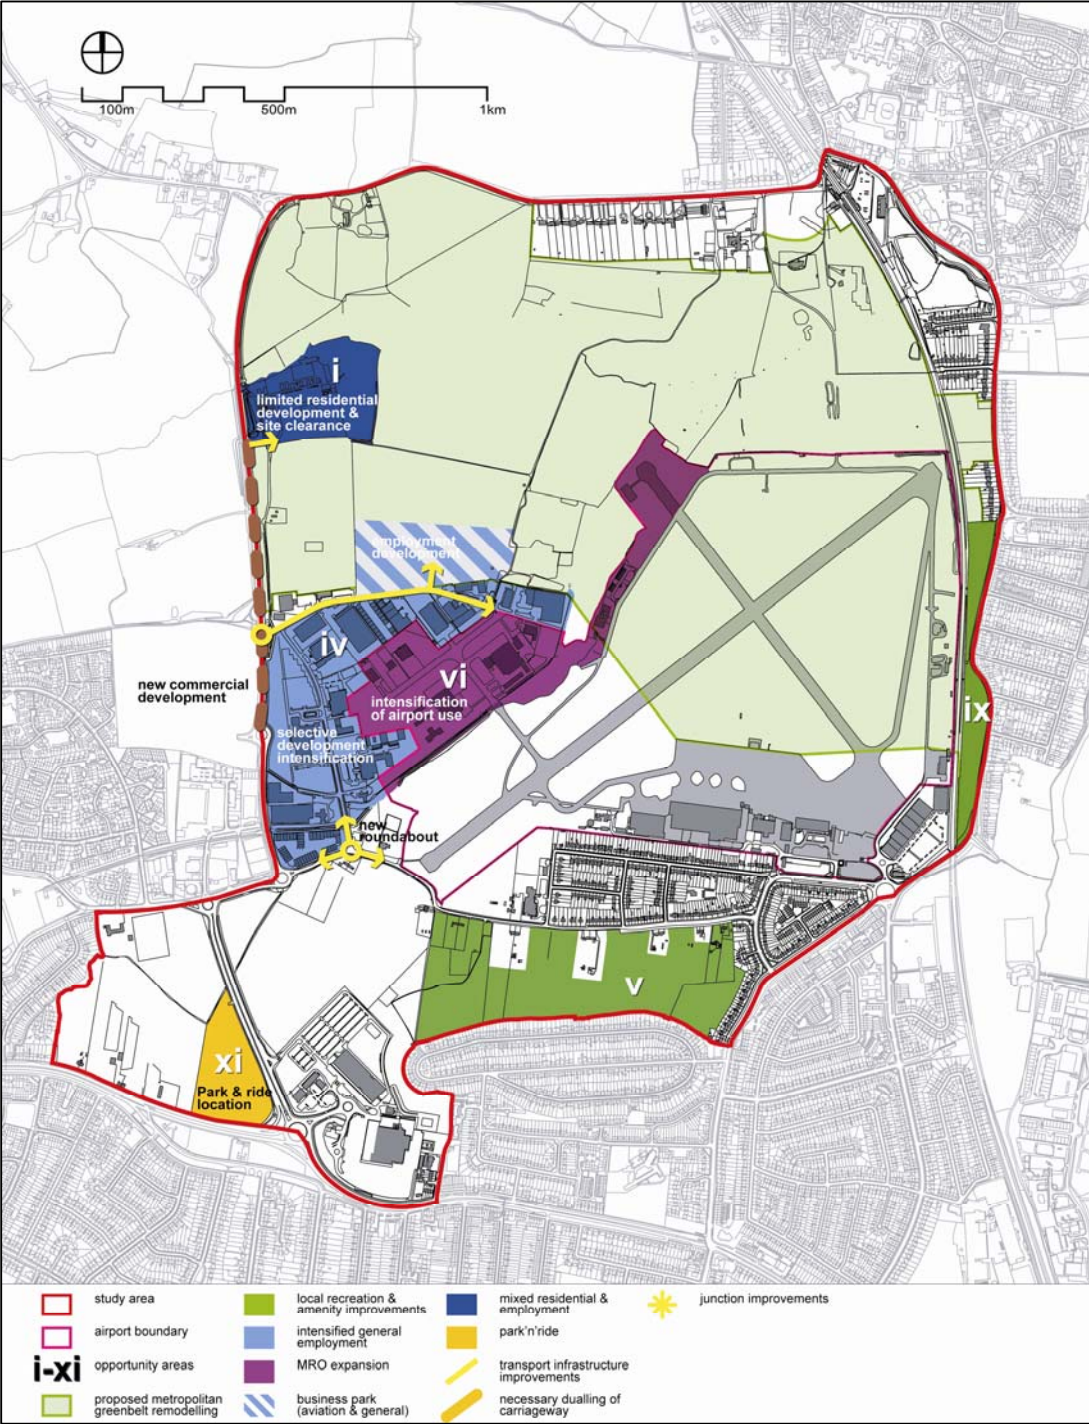 100m
500m
1km
i
limited residential
development &
site clearance
employment
development
iv
vi
intensification
of airport use
new commercial
development
selective
development
intensification
ix
new
roundabout
v
xi
Park & ride
location
study area
airport boundary
i-xi
opportunity areas
proposed metropolitan
greenbelt remodelling
local recreation &
amenity improvements
intensified general
employment
MRO expansion
business park
(aviation & general)
mixed residential &
employment
park'n'ride
transport infrastructure
improvements
necessary dualling of
carriageway
junction improvements